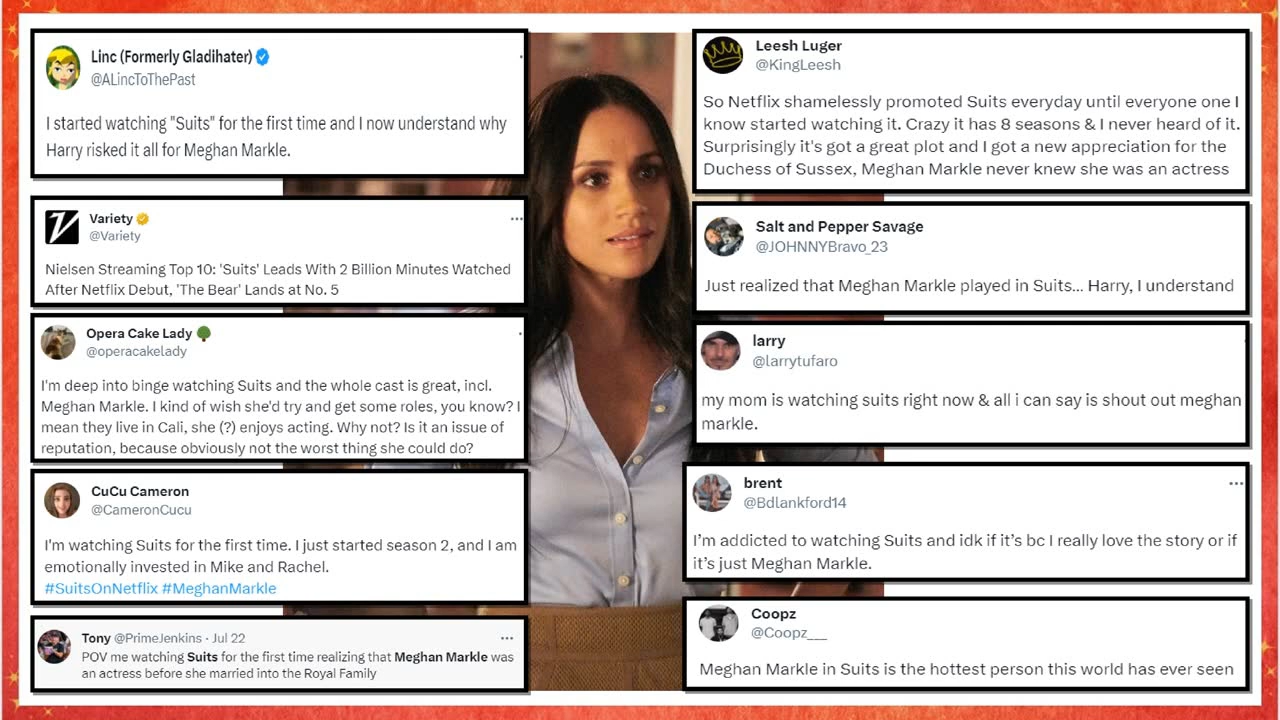 Linc (Formerly Gladihater)
@ALincToThePast
I started watching "Suits" for the first time and I now understand why
Harry risked it all for Meghan Markle.
Variety
@Variety
Nielsen Streaming Top 10: 'Suits' Leads With 2 Billion Minutes Watched
After Netflix Debut, 'The Bear' Lands at No. 5
Opera Cake Lady
@operacakelady
I'm deep into binge watching Suits and the whole cast is great, incl.
Meghan Markle. I kind of wish she'd try and get some roles, you know? I
mean they live in Cali, she (?) enjoys acting. Why not? Is it an issue of
reputation, because obviously not the worst thing she could do?
CuCu Cameron
@CameronCucu
I'm watching Suits for the first time. I just started season 2, and I am
emotionally invested in Mike and Rachel.
#SuitsOnNetflix #MeghanMarkle
Tony @PrimeJenkins · Jul 22
POV me watching Suits for the first time realizing that Meghan Markle was
an actress before she married into the Royal Family
Leesh Luger
@KingLeesh
So Netflix shamelessly promoted Suits everyday until everyone one I
know started watching it. Crazy it has 8 seasons & I never heard of it.
Surprisingly it's got a great plot and I got a new appreciation for the
Duchess of Sussex, Meghan Markle never knew she was an actress
Salt and Pepper Savage
@JOHNNYBravo_23
Just realized that Meghan Markle played in Suits... Harry, I understand
larry
@larrytufaro
my mom is watching suits right now & all i can say is shout out meghan
markle.
brent
@Bdlankford14
I'm addicted to watching Suits and idk if it's bc I really love the story or if
it's just Meghan Markle.
Coopz
@Coopz___
Meghan Markle in Suits is the hottest person this world has ever seen